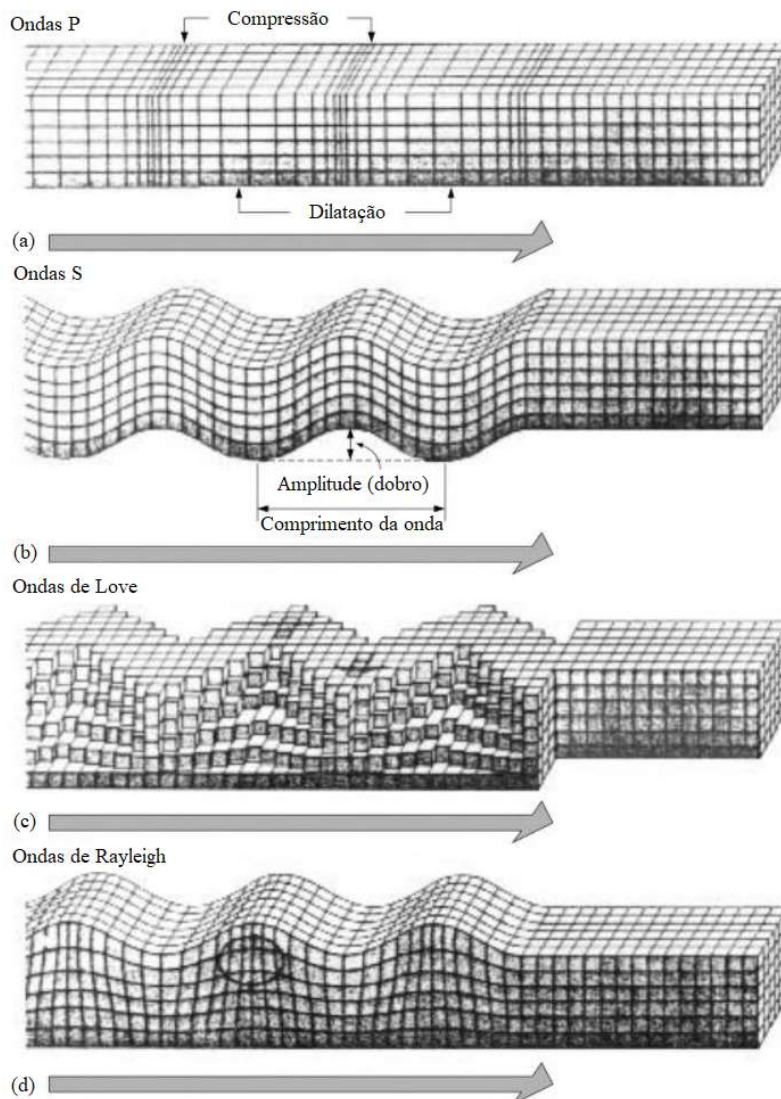 Ondas P
Compressão
Dilatação
(a)
Ondas S
Amplitude (dobro)
Comprimento da onda
(b)
Ondas de Love
(c)
Ondas de Rayleigh
(d)